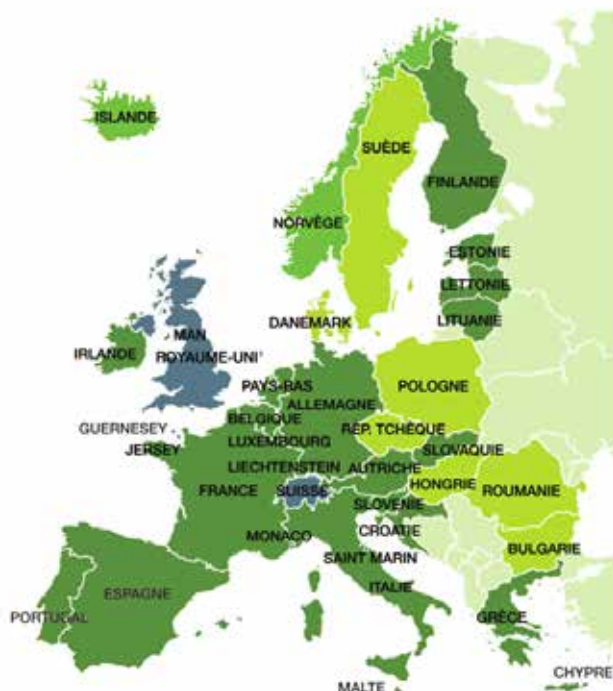 ISLANDE
SUÈDE
FINLANDE
NORVÈGE
ESTONIE
LETTONIE
DANEMARK
LITUANIE
MAN
IRLANDE
ROYAUME-UNI¹
PAYS-BAS
POLOGNE
ALLEMAGNE
GUERNESEY
BELGIQUE
RÉP. TCHÈQUE
JERSEY
LUXEMBOURG
SLOVAQUIE
LIECHTENSTEIN
AUTRICHE
FRANCE
SUISSE
HONGRIE
ROUMANIE
SLOVÉNIE
MONACO
CROATIE
BULGARIE
SAINT MARIN
ESPAGNE
ITALIE
PORTUGAL
GRÈCE
CHYPRE
MALTE